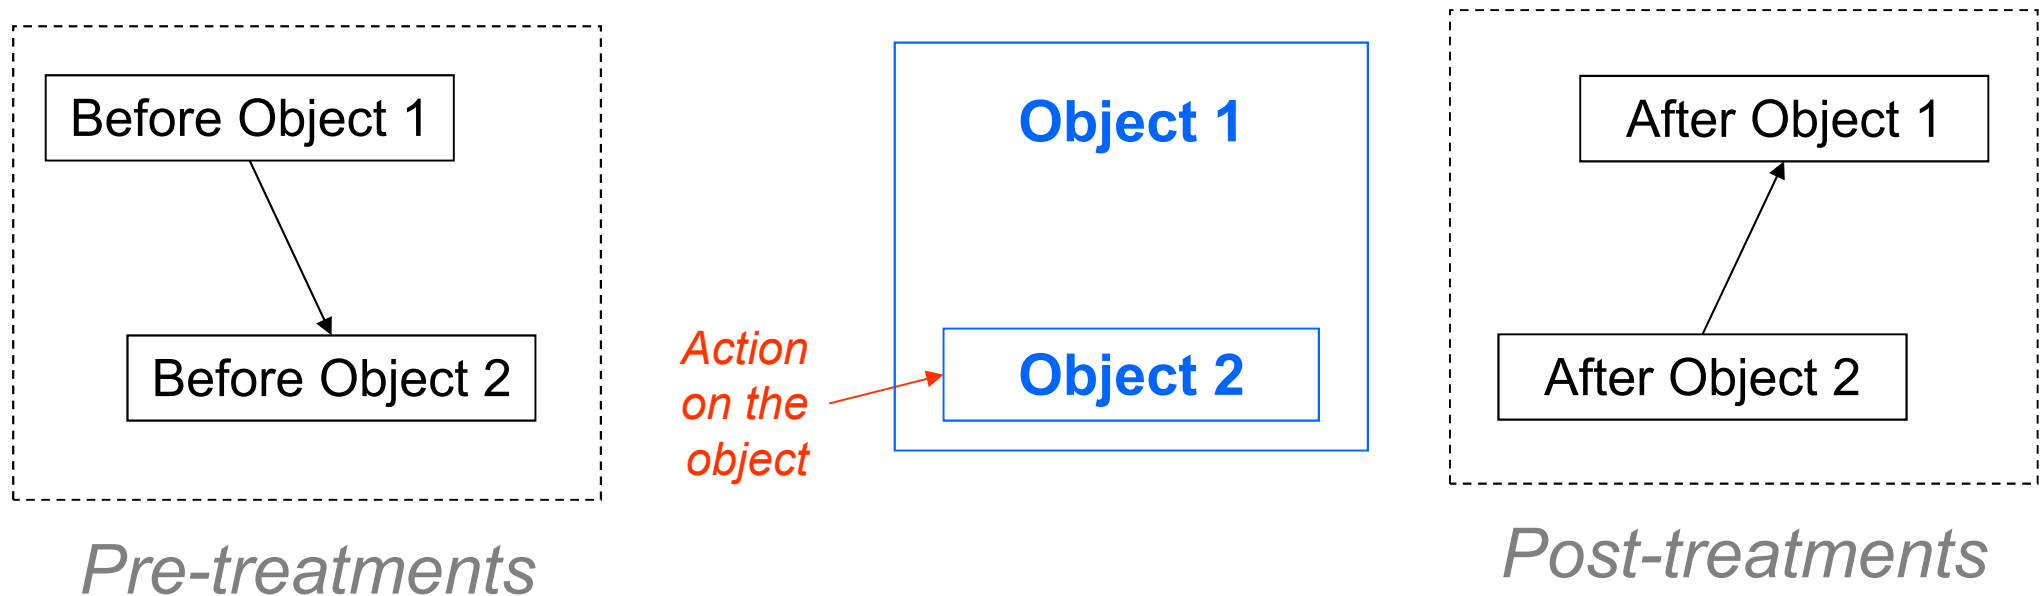 Before Object 1
Before Object 2
Pre-treatments
Action
on the
object
Object 1
Object 2
After Object 1
After Object 2
Post-treatments